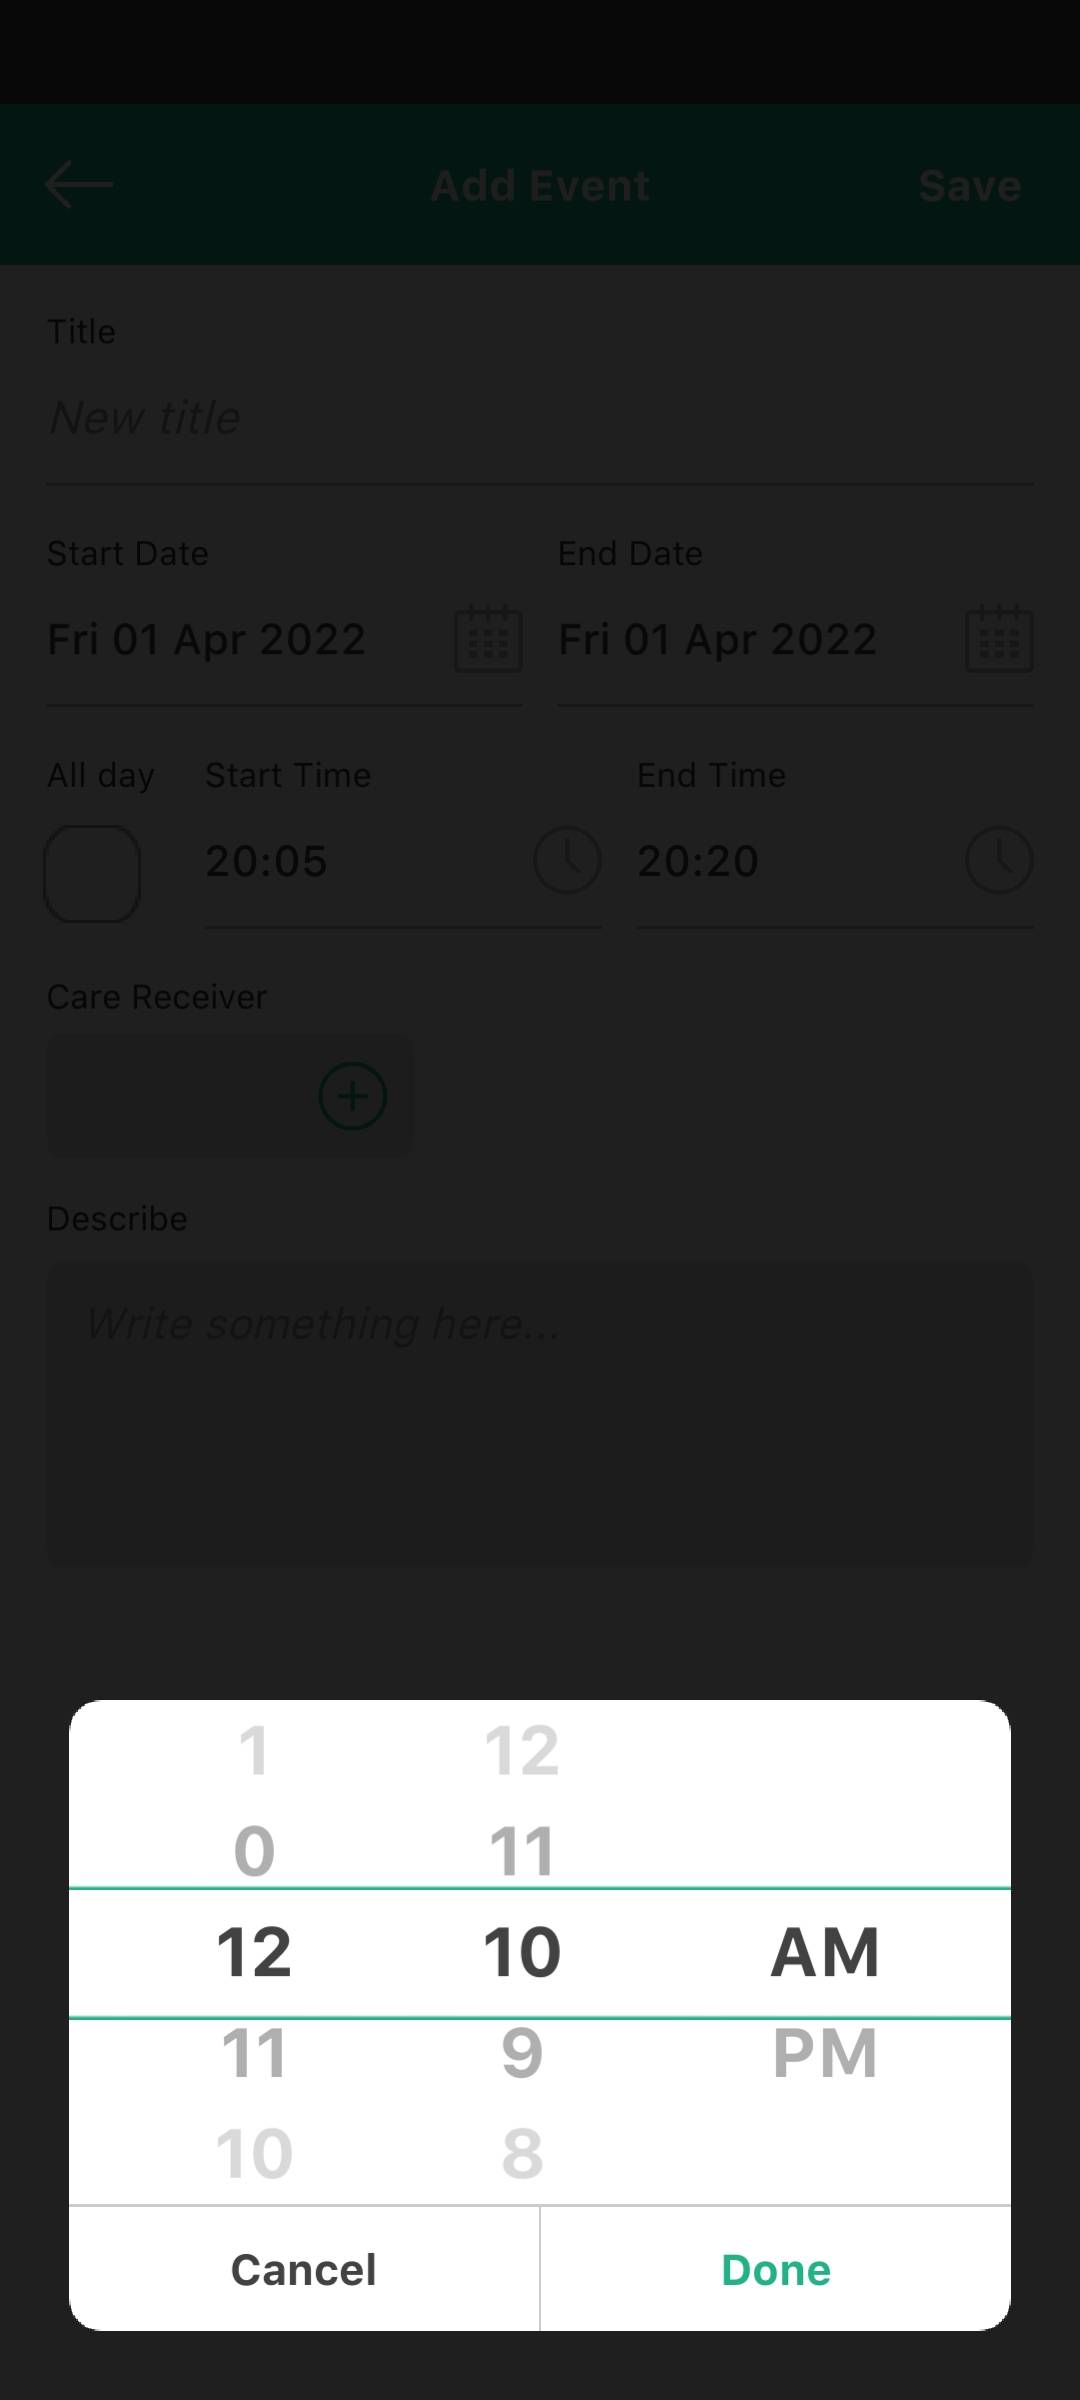 Add Event Save
Title
New title
Start Date End Date
Fri 01 Apr 2022 Fri 01 Apr 2022
All day Start Time End Time
20:05 20:20
Care Receiver
Describe
Write something here...
1 12
0 11
12 10 AM
11 9 PM
10 8
Cancel Done